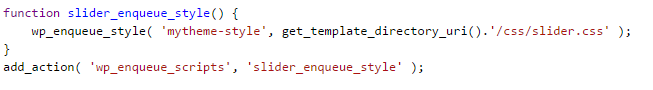 function slider_enqueue_style() {
    wp_enqueue_style( 'mytheme-style', get_template_directory_uri().'/css/slider.css' );
}
add_action( 'wp_enqueue_scripts', 'slider_enqueue_style' );